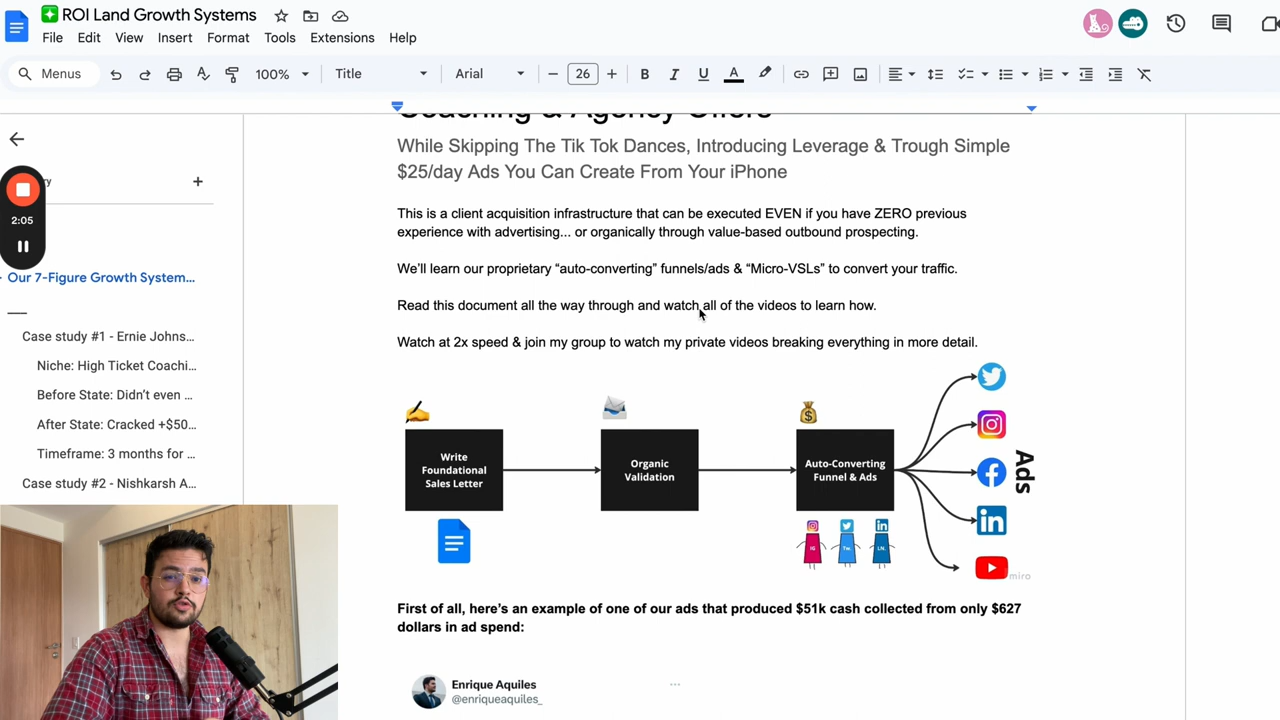 ROI Land Growth Systems
File Edit View Insert Format Tools Extensions Help
Menus 100% Title Arial 26 B I U A
Coaching & Agency Offers
While Skipping The Tik Tok Dances, Introducing Leverage & Trough Simple
$25/day Ads You Can Create From Your iPhone
2:05
This is a client acquisition infrastructure that can be executed EVEN if you have ZERO previous
experience with advertising... or organically through value-based outbound prospecting.
We'll learn our proprietary “auto-converting” funnels/ads & “Micro-VSLs” to convert your traffic.
Read this document all the way through and watch all of the videos to learn how.
Watch at 2x speed & join my group to watch my private videos breaking everything in more detail.
Our 7-Figure Growth System...
Case study #1 - Ernie Johns...
Niche: High Ticket Coachi...
Before State: Didn't even ...
After State: Cracked +$50...
Timeframe: 3 months for ...
Case study #2 - Nishkarsh A...
Write
Foundational
Sales Letter
Organic
Validation
Auto-Converting
Funnel & Ads
Ads
IG
Tw.
LN.
miro
First of all, here's an example of one of our ads that produced $51k cash collected from only $627
dollars in ad spend:
Enrique Aquiles
@enriqueaquiles_